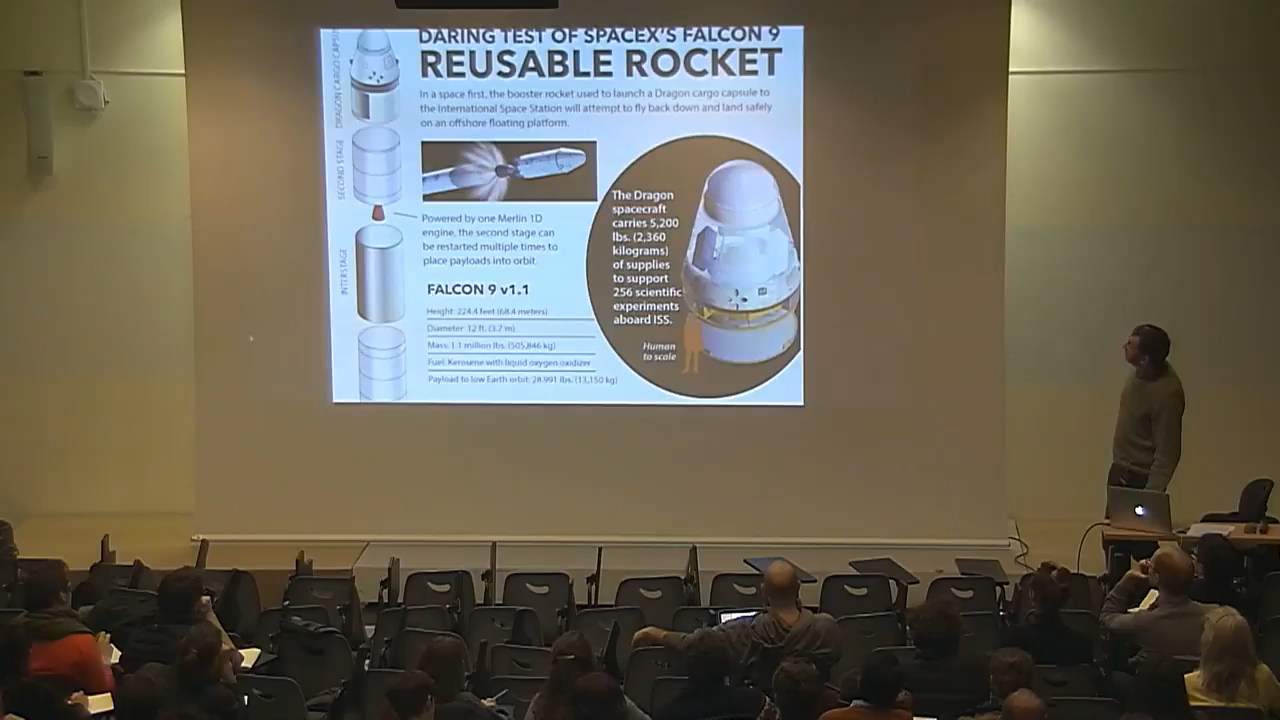 DARING TEST OF SPACEX'S FALCON 9
REUSABLE ROCKET
In a space first, the booster rocket used to launch a Dragon cargo capsule to
the International Space Station will attempt to fly back down and land safely
on an offshore floating platform.
DRAGON CARGO CAPSU
SECOND STAGE
INTERSTAGE
Powered by one Merlin 1D
engine, the second stage can
be restarted multiple times to
place payloads into orbit.
FALCON 9 v1.1
Height: 224.4 feet (68.4 meters)
Diameter: 12 ft. (3.7 m)
Mass: 1.1 million lbs. (505,846 kg)
Fuel: Kerosene with liquid oxygen oxidizer
Payload to low Earth orbit: 28,991 lbs. (13,150 kg)
The Dragon
spacecraft
carries 5,200
lbs. (2,360
kilograms)
of supplies
to support
256 scientific
experiments
aboard ISS.
Human
to scale